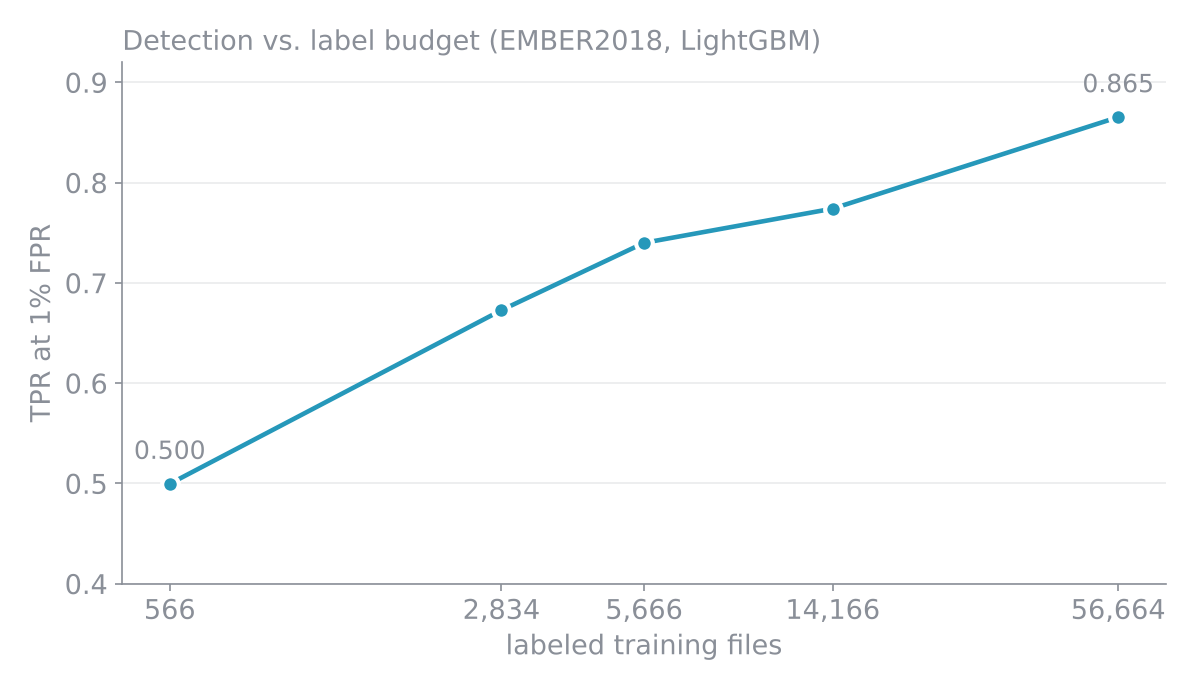 Detection vs. label budget (EMBER2018, LightGBM)
0.9
0.865
0.8
TPR at 1% FPR
0.7
0.6
0.500
0.5
0.4
566 2,834 5,666 14,166 56,664
labeled training files